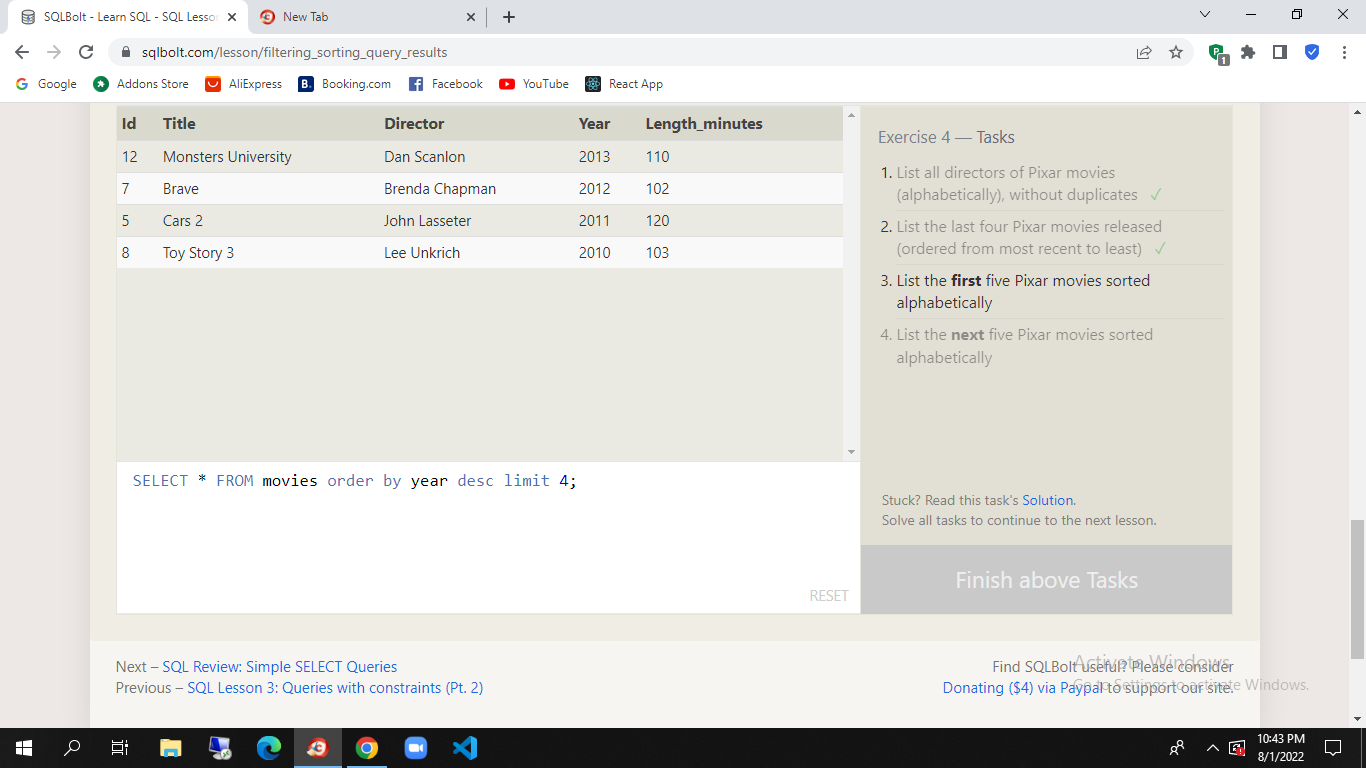 SQLBolt - Learn SQL - SQL Lesson
New Tab
sqlbolt.com/lesson/filtering_sorting_query_results
1
Google
Addons Store
AliExpress
B.
Booking.com
Facebook
YouTube
React App
Id Title Director Year Length_minutes
12 Monsters University Dan Scanlon 2013 110
7 Brave Brenda Chapman 2012 102
5 Cars 2 John Lasseter 2011 120
8 Toy Story 3 Lee Unkrich 2010 103
SELECT * FROM movies order by year desc limit 4;
RESET
Exercise 4 — Tasks
1. List all directors of Pixar movies
(alphabetically), without duplicates ✓
2. List the last four Pixar movies released
(ordered from most recent to least) ✓
3. List the first five Pixar movies sorted
alphabetically
4. List the next five Pixar movies sorted
alphabetically
Stuck? Read this task's Solution.
Solve all tasks to continue to the next lesson.
Finish above Tasks
Next – SQL Review: Simple SELECT Queries
Previous – SQL Lesson 3: Queries with constraints (Pt. 2)
Find SQLBolt useful? Please consider
Donating ($4) via Paypal to support our site.
Activate Windows
Go to Settings to activate Windows.
10:43 PM
8/1/2022